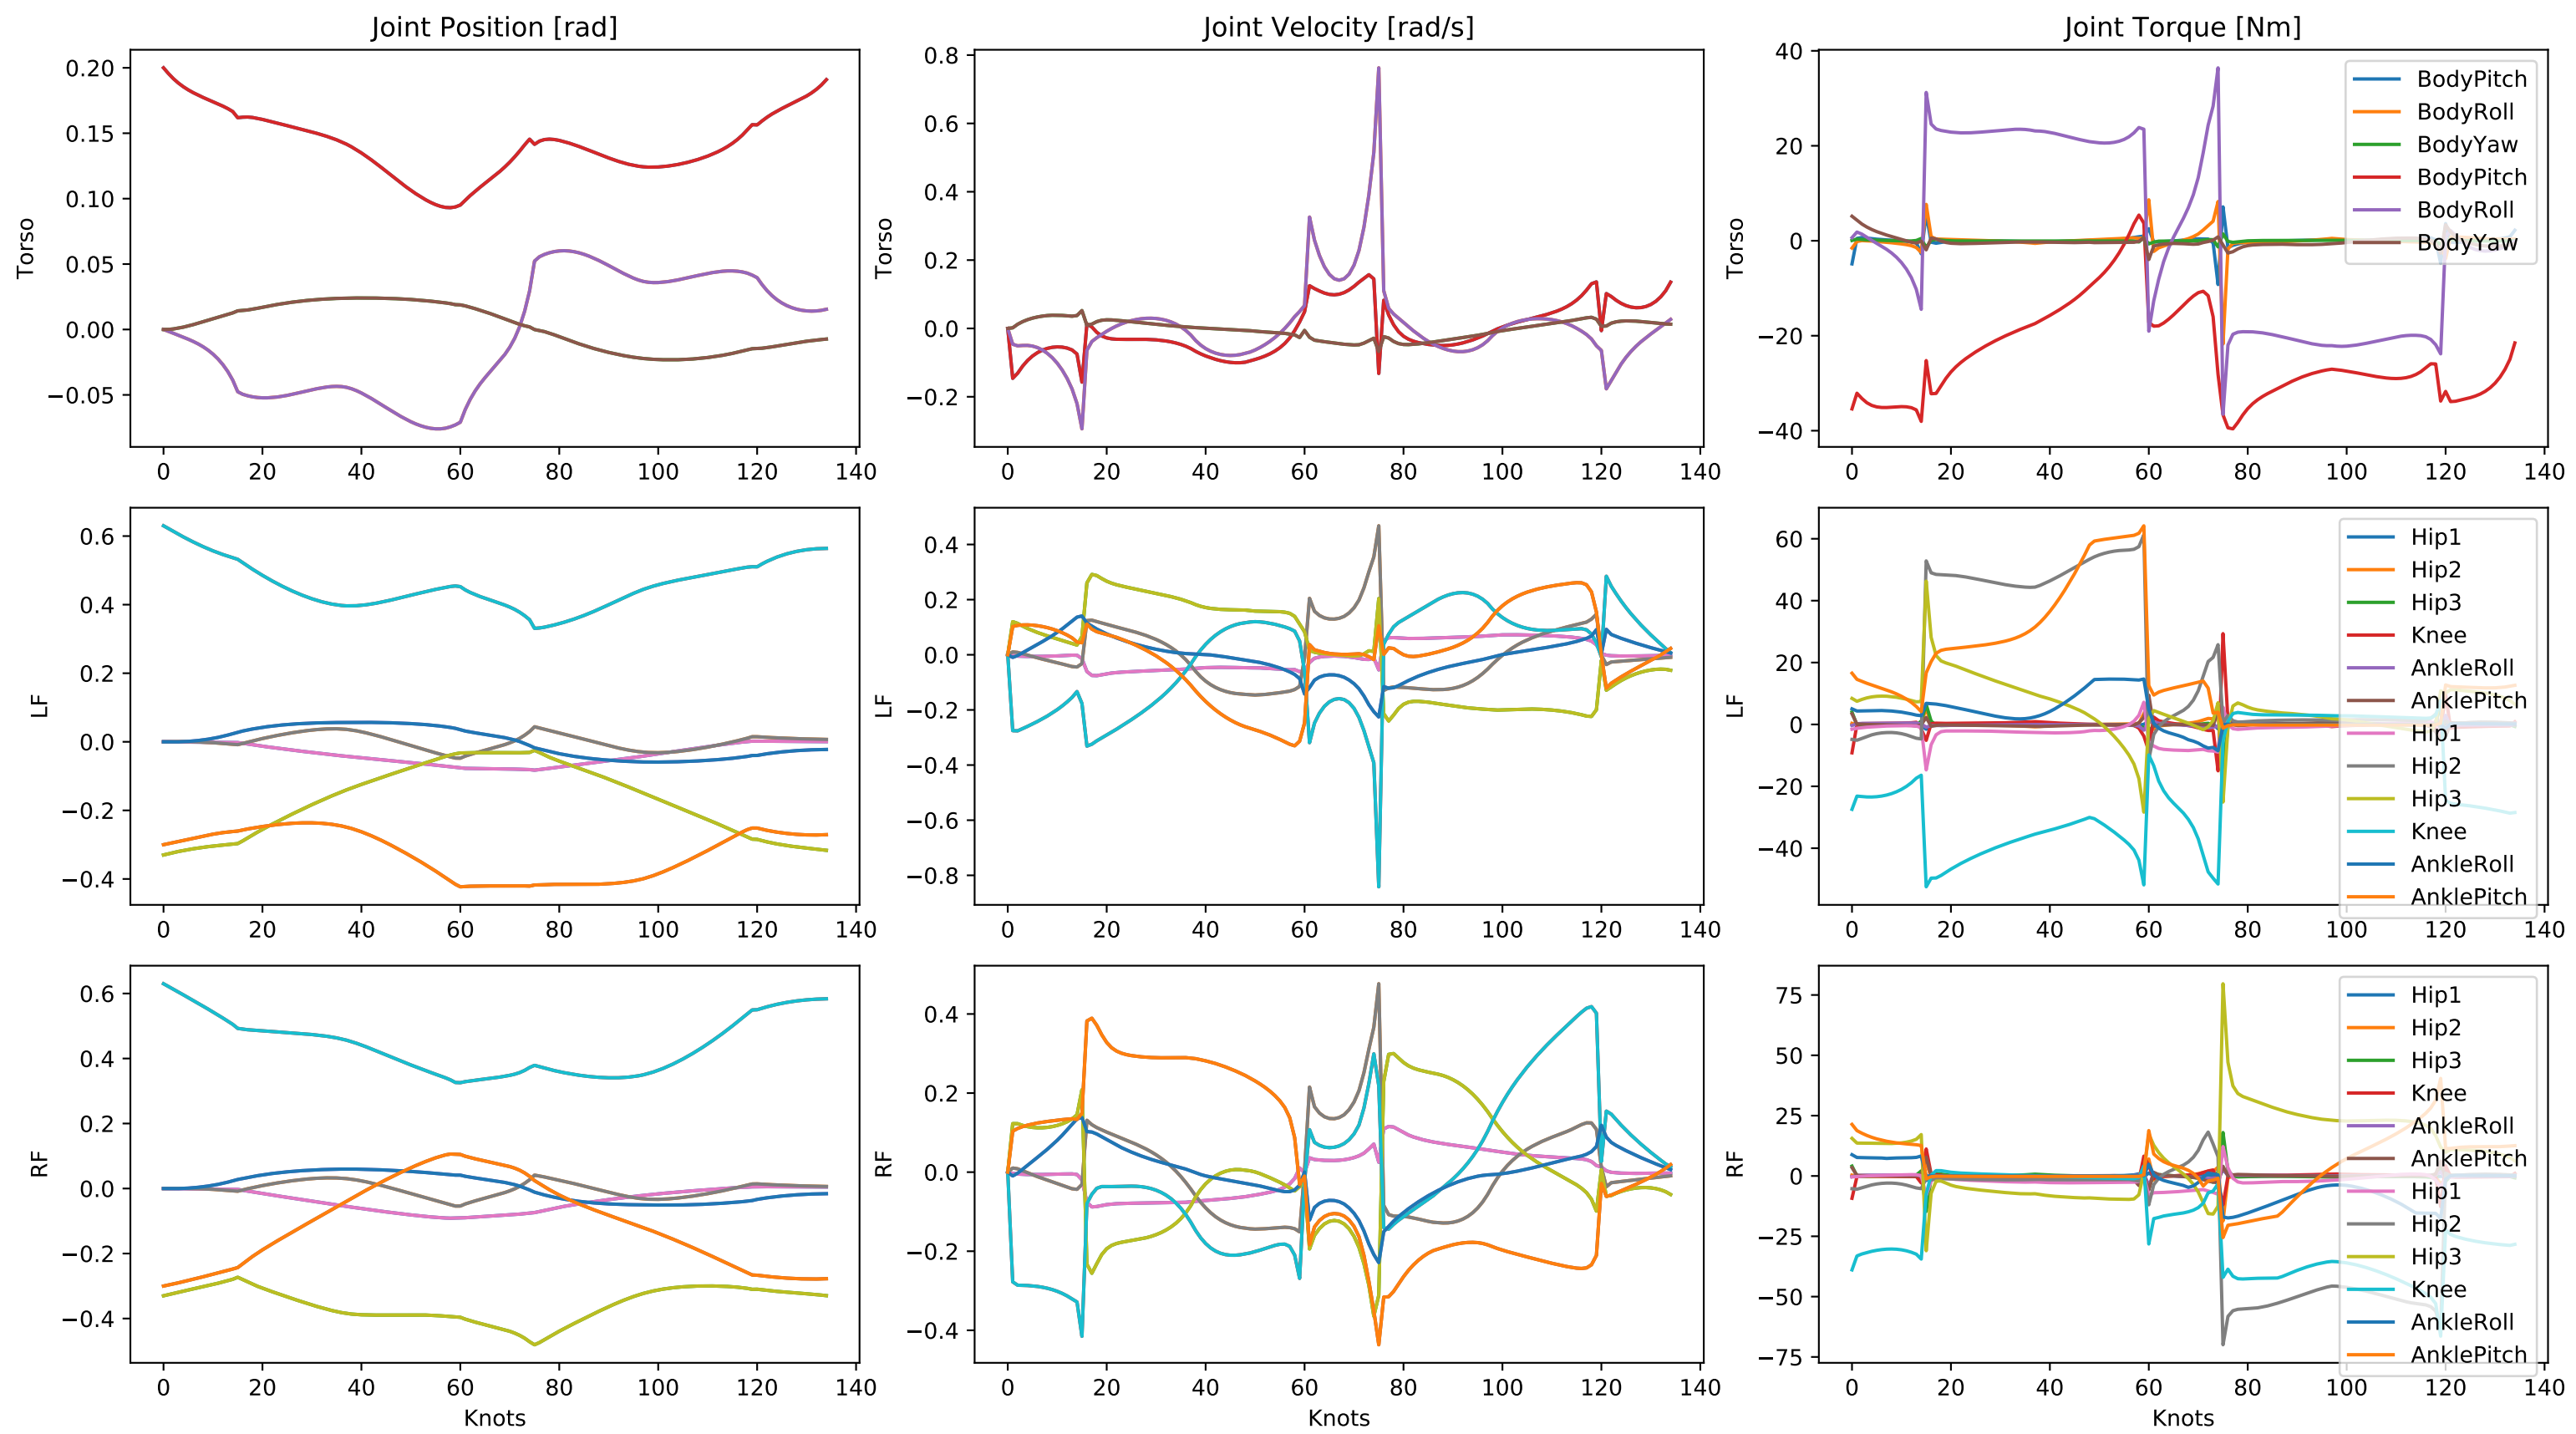 Joint Position [rad]
Joint Velocity [rad/s]
Joint Torque [Nm]
Torso
0.20
0.15
0.10
0.05
0.00
−0.05
0 20 40 60 80 100 120 140
Torso
0.8
0.6
0.4
0.2
0.0
−0.2
0 20 40 60 80 100 120 140
Torso
40
20
0
−20
−40
0 20 40 60 80 100 120 140
BodyPitch
BodyRoll
BodyYaw
BodyPitch
BodyRoll
BodyYaw
LF
0.6
0.4
0.2
0.0
−0.2
−0.4
0 20 40 60 80 100 120 140
LF
0.4
0.2
0.0
−0.2
−0.4
−0.6
−0.8
0 20 40 60 80 100 120 140
LF
60
40
20
0
−20
−40
0 20 40 60 80 100 120 140
Hip1
Hip2
Hip3
Knee
AnkleRoll
AnklePitch
Hip1
Hip2
Hip3
Knee
AnkleRoll
AnklePitch
RF
0.6
0.4
0.2
0.0
−0.2
−0.4
0 20 40 60 80 100 120 140
Knots
RF
0.4
0.2
0.0
−0.2
−0.4
0 20 40 60 80 100 120 140
Knots
RF
75
50
25
0
−25
−50
−75
0 20 40 60 80 100 120 140
Knots
Hip1
Hip2
Hip3
Knee
AnkleRoll
AnklePitch
Hip1
Hip2
Hip3
Knee
AnkleRoll
AnklePitch